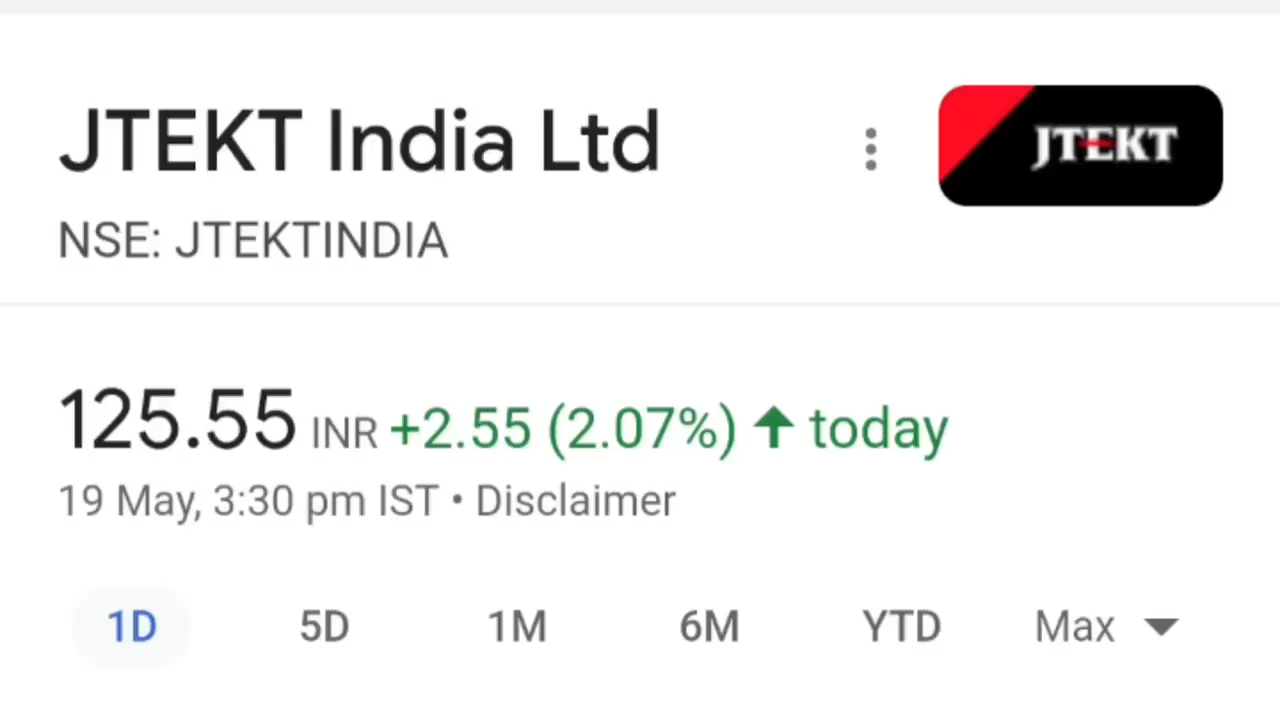 JTEKT India Ltd
JTEKT
NSE: JTEKTINDIA
125.55 INR +2.55 (2.07%) ↑ today
19 May, 3:30 pm IST • Disclaimer
1D 5D 1M 6M YTD Max